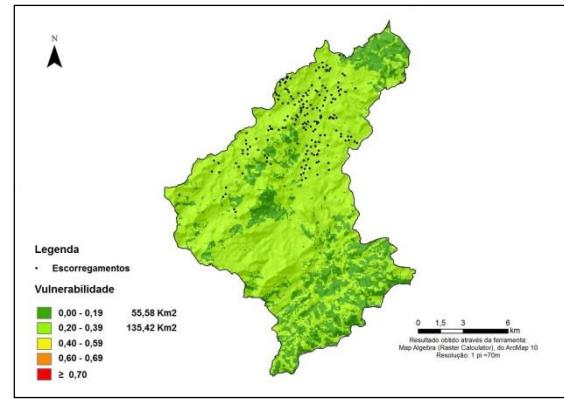 N
Legenda
• Escorregamentos
Vulnerabilidade
0,00 - 0,19 55,58 Km2
0,20 - 0,39 135,42 Km2
0,40 - 0,59
0,60 - 0,69
≥ 0,70
0 1,5 3 6
km
Resultado obtido através da ferramenta:
Map Algebra (Raster Calculator), do ArcMap 10
Resolução: 1 pi =70m